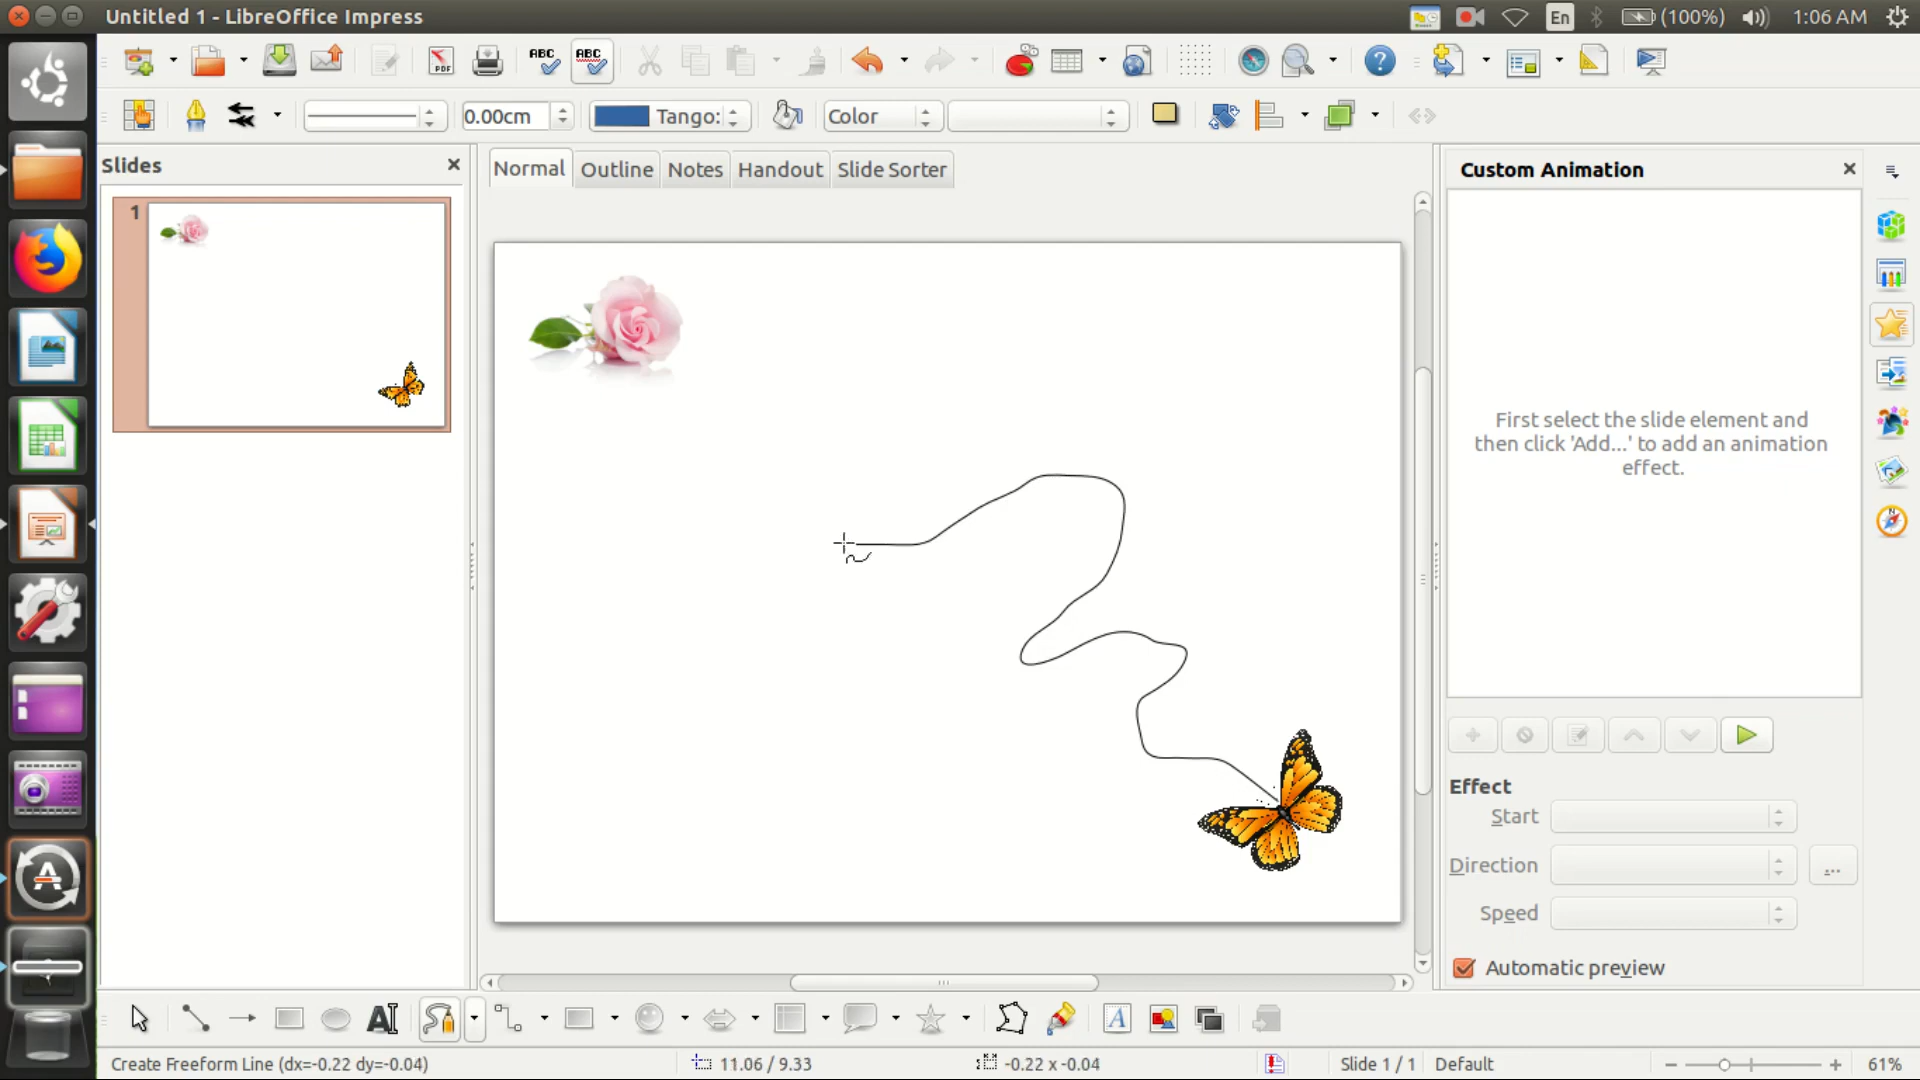 Untitled 1 - LibreOffice Impress
En
(100%)
1:06 AM
PDF
ABC
ABC
0.00cm
Tango:
Color
Slides
1
Normal
Outline
Notes
Handout
Slide Sorter
Custom Animation
First select the slide element and
then click 'Add...' to add an animation
effect.
Effect
Start
Direction
...
Speed
Automatic preview
Create Freeform Line (dx=-0.22 dy=-0.04)
11.06 / 9.33
-0.22 x -0.04
Slide 1 / 1
Default
61%